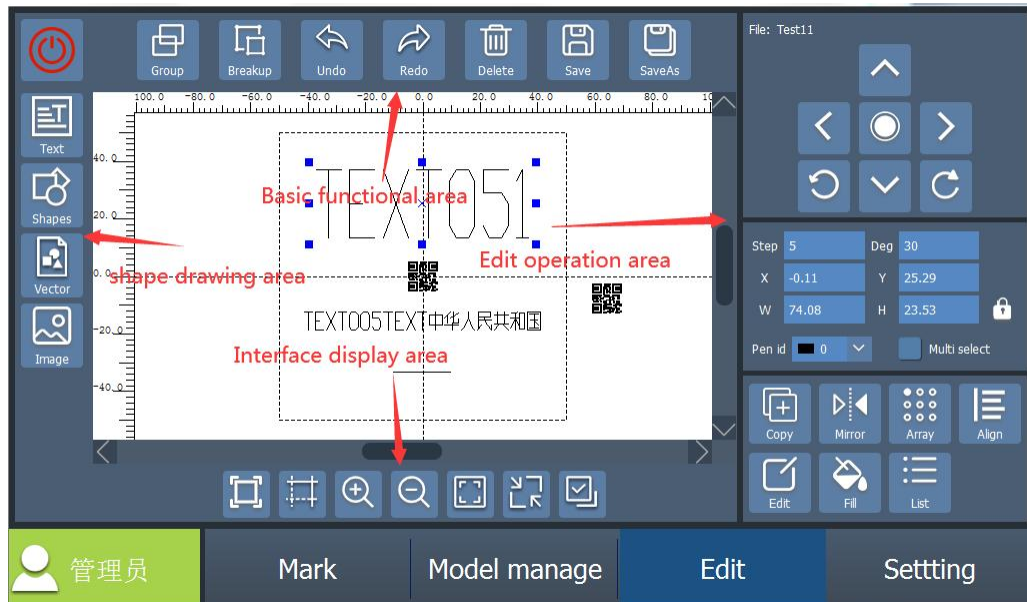 File: Test11
Group Breakup Undo Redo Delete Save SaveAs
100.0 -80.0 -60.0 -40.0 -20.0 0.0 20.0 40.0 60.0 80.0 10
Text
40.0
TEXT051
Basic functional area
Shapes
20.0
Step 5 Deg 30
Edit operation area
shape drawing area
0.0
X -0.11 Y 25.29
Vector
W 74.08 H 23.53
TEXT005TEXT中华人民共和国
-20.0
Pen id 0 Multi select
Interface display area
Image
-40.0
Copy Mirror Array Align
Edit Fill List
管理员 Mark Model manage Edit Settting